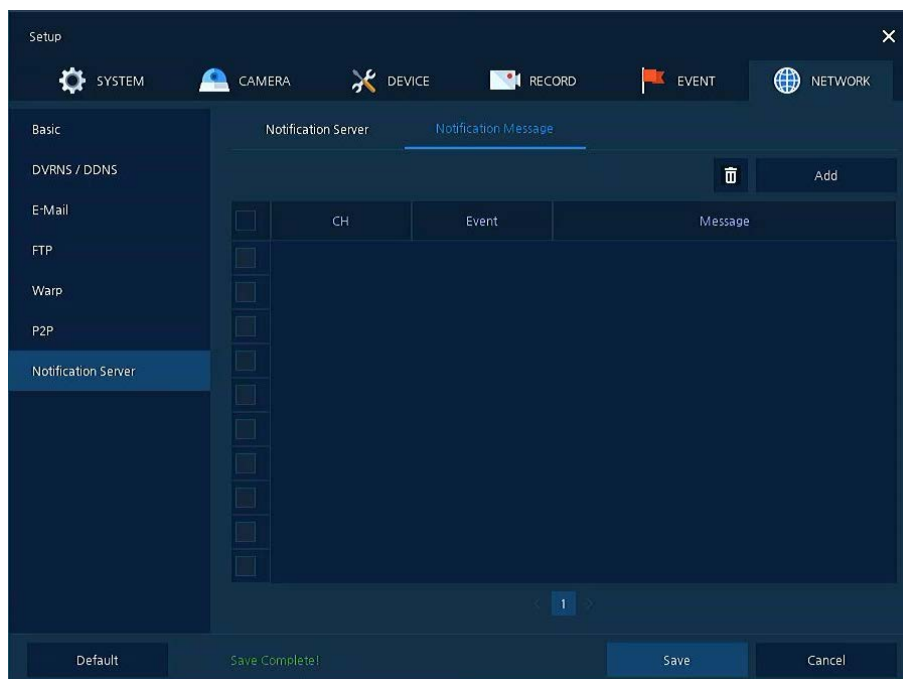 Setup
SYSTEM CAMERA DEVICE RECORD EVENT NETWORK
Basic
DVRNS / DDNS
E-Mail
FTP
Warp
P2P
Notification Server
Notification Server Notification Message
Add
CH Event Message
1
Default Save Complete! Save Cancel